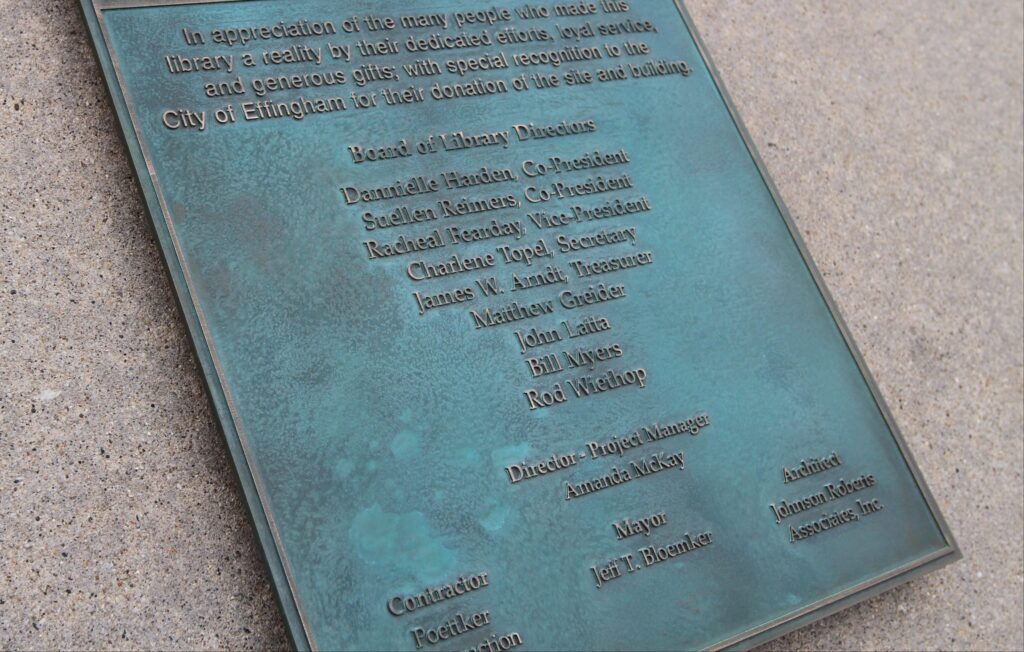 In appreciation of the many people who made this
library a reality by their dedicated efforts, loyal service,
and generous gifts; with special recognition to the
City of Effingham for their donation of the site and building.
Board of Library Directors
Dannielle Harden, Co-President
Suellen Reimers, Co-President
Racheal Fearday, Vice-President
Charlene Topel, Secretary
James W. Arndt, Treasurer
Matthew Greider
John Latta
Bill Myers
Rod Wiethop
Director - Project Manager
Amanda McKay
Architect
Johnson Roberts
Associates, Inc.
Mayor
Jeff T. Bloemker
Contractor
Poettker